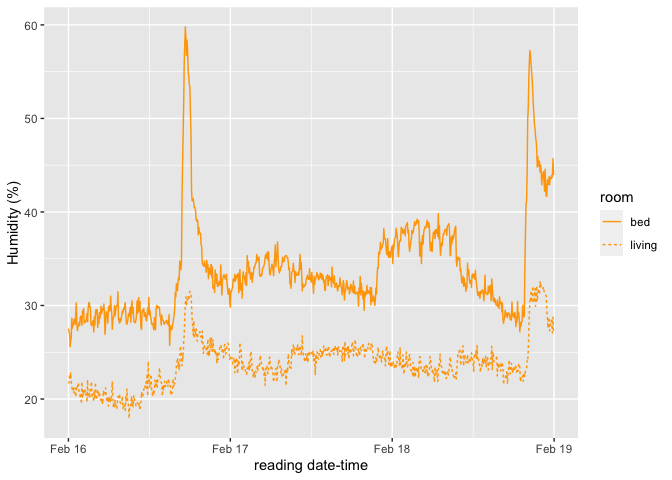 60
50
40
30
20
Humidity (%)
Feb 16
Feb 17
Feb 18
Feb 19
reading date-time
room
bed
living